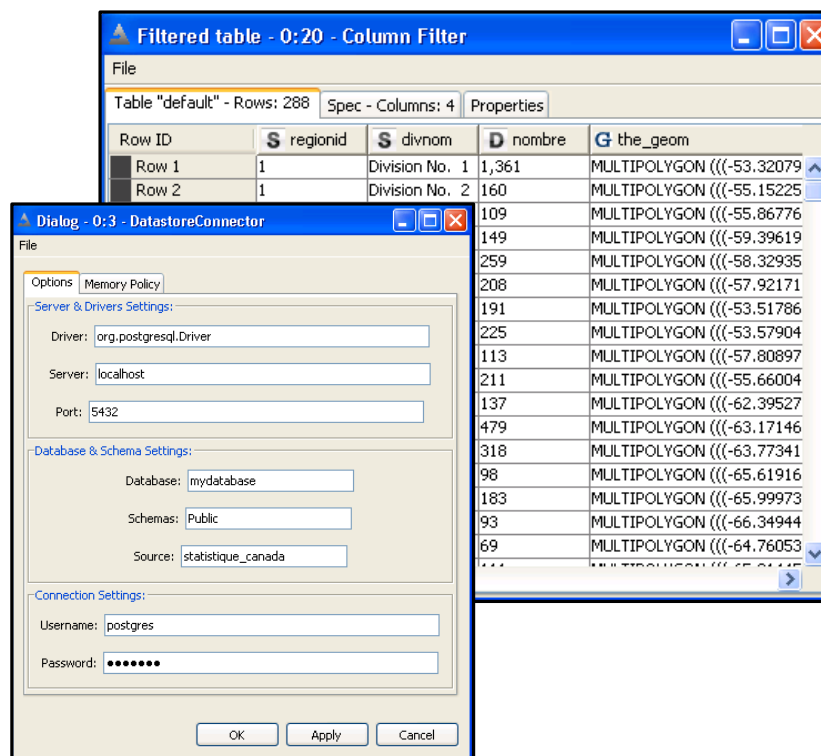 Filtered table - 0:20 - Column Filter
File
Table "default" - Rows: 288 Spec - Columns: 4 Properties
Row ID S regionid S divnom D nombre G the_geom
Row 1 1 Division No. 1 1,361 MULTIPOLYGON (((-53.32079
Row 2 1 Division No. 2 160 MULTIPOLYGON (((-55.15225
109 MULTIPOLYGON (((-55.86776
149 MULTIPOLYGON (((-59.39619
259 MULTIPOLYGON (((-58.32935
208 MULTIPOLYGON (((-57.92171
191 MULTIPOLYGON (((-53.51786
225 MULTIPOLYGON (((-53.57904
113 MULTIPOLYGON (((-57.80897
211 MULTIPOLYGON (((-55.66004
137 MULTIPOLYGON (((-62.39527
479 MULTIPOLYGON (((-63.17146
318 MULTIPOLYGON (((-63.77341
98 MULTIPOLYGON (((-65.61916
183 MULTIPOLYGON (((-65.99973
93 MULTIPOLYGON (((-66.34944
69 MULTIPOLYGON (((-64.76053
Dialog - 0:3 - DatastoreConnector
File
Options Memory Policy
Server & Drivers Settings:
Driver: org.postgresql.Driver
Server: localhost
Port: 5432
Database & Schema Settings:
Database: mydatabase
Schemas: Public
Source: statistique_canada
Connection Settings:
Username: postgres
Password: ●●●●●●●
OK Apply Cancel